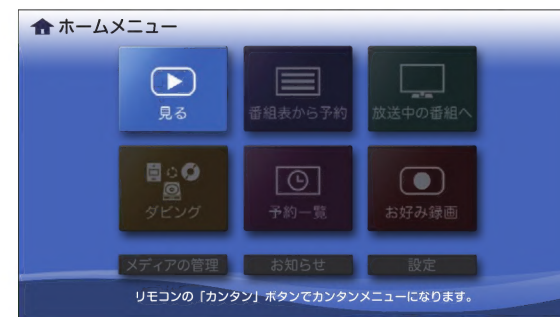 ホームメニュー
見る
番組表から予約
放送中の番組へ
ダビング
予約一覧
お好み録画
メディアの管理
お知らせ
設定
リモコンの「カンタン」ボタンでカンタンメニューになります。